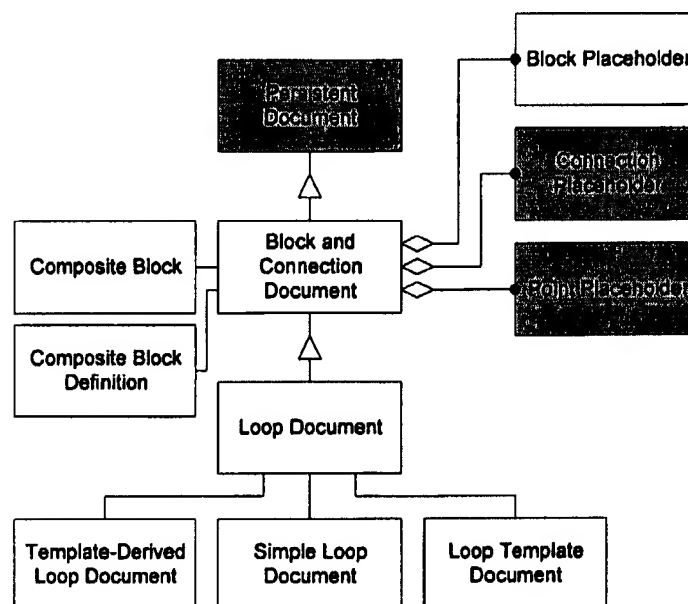 Block Placeholder
Persistent
Document
Connection
Placeholder
Block and
Connection
Document
Composite Block
Point Placeholder
Composite Block
Definition
Loop Document
Template-Derived
Loop Document
Simple Loop
Document
Loop Template
Document